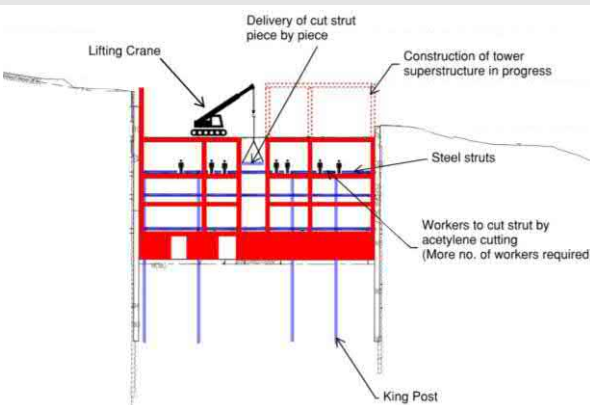 Delivery of cut strut
piece by piece
Lifting Crane
Construction of tower
superstructure in progress
Steel struts
Workers to cut strut by
acetylene cutting
(More no. of workers required
King Post